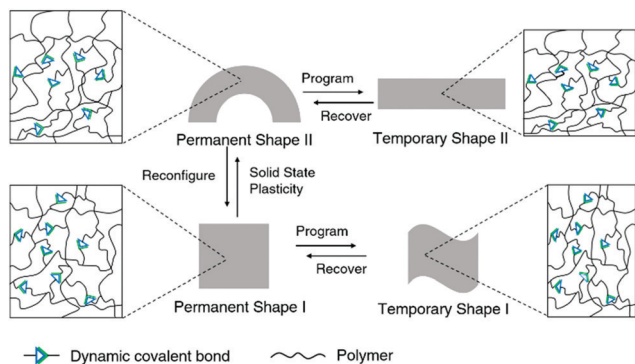 Program
Recover
Permanent Shape II
Temporary Shape II
Reconfigure
Solid State
Plasticity
Program
Recover
Permanent Shape I
Temporary Shape I
Dynamic covalent bond
Polymer